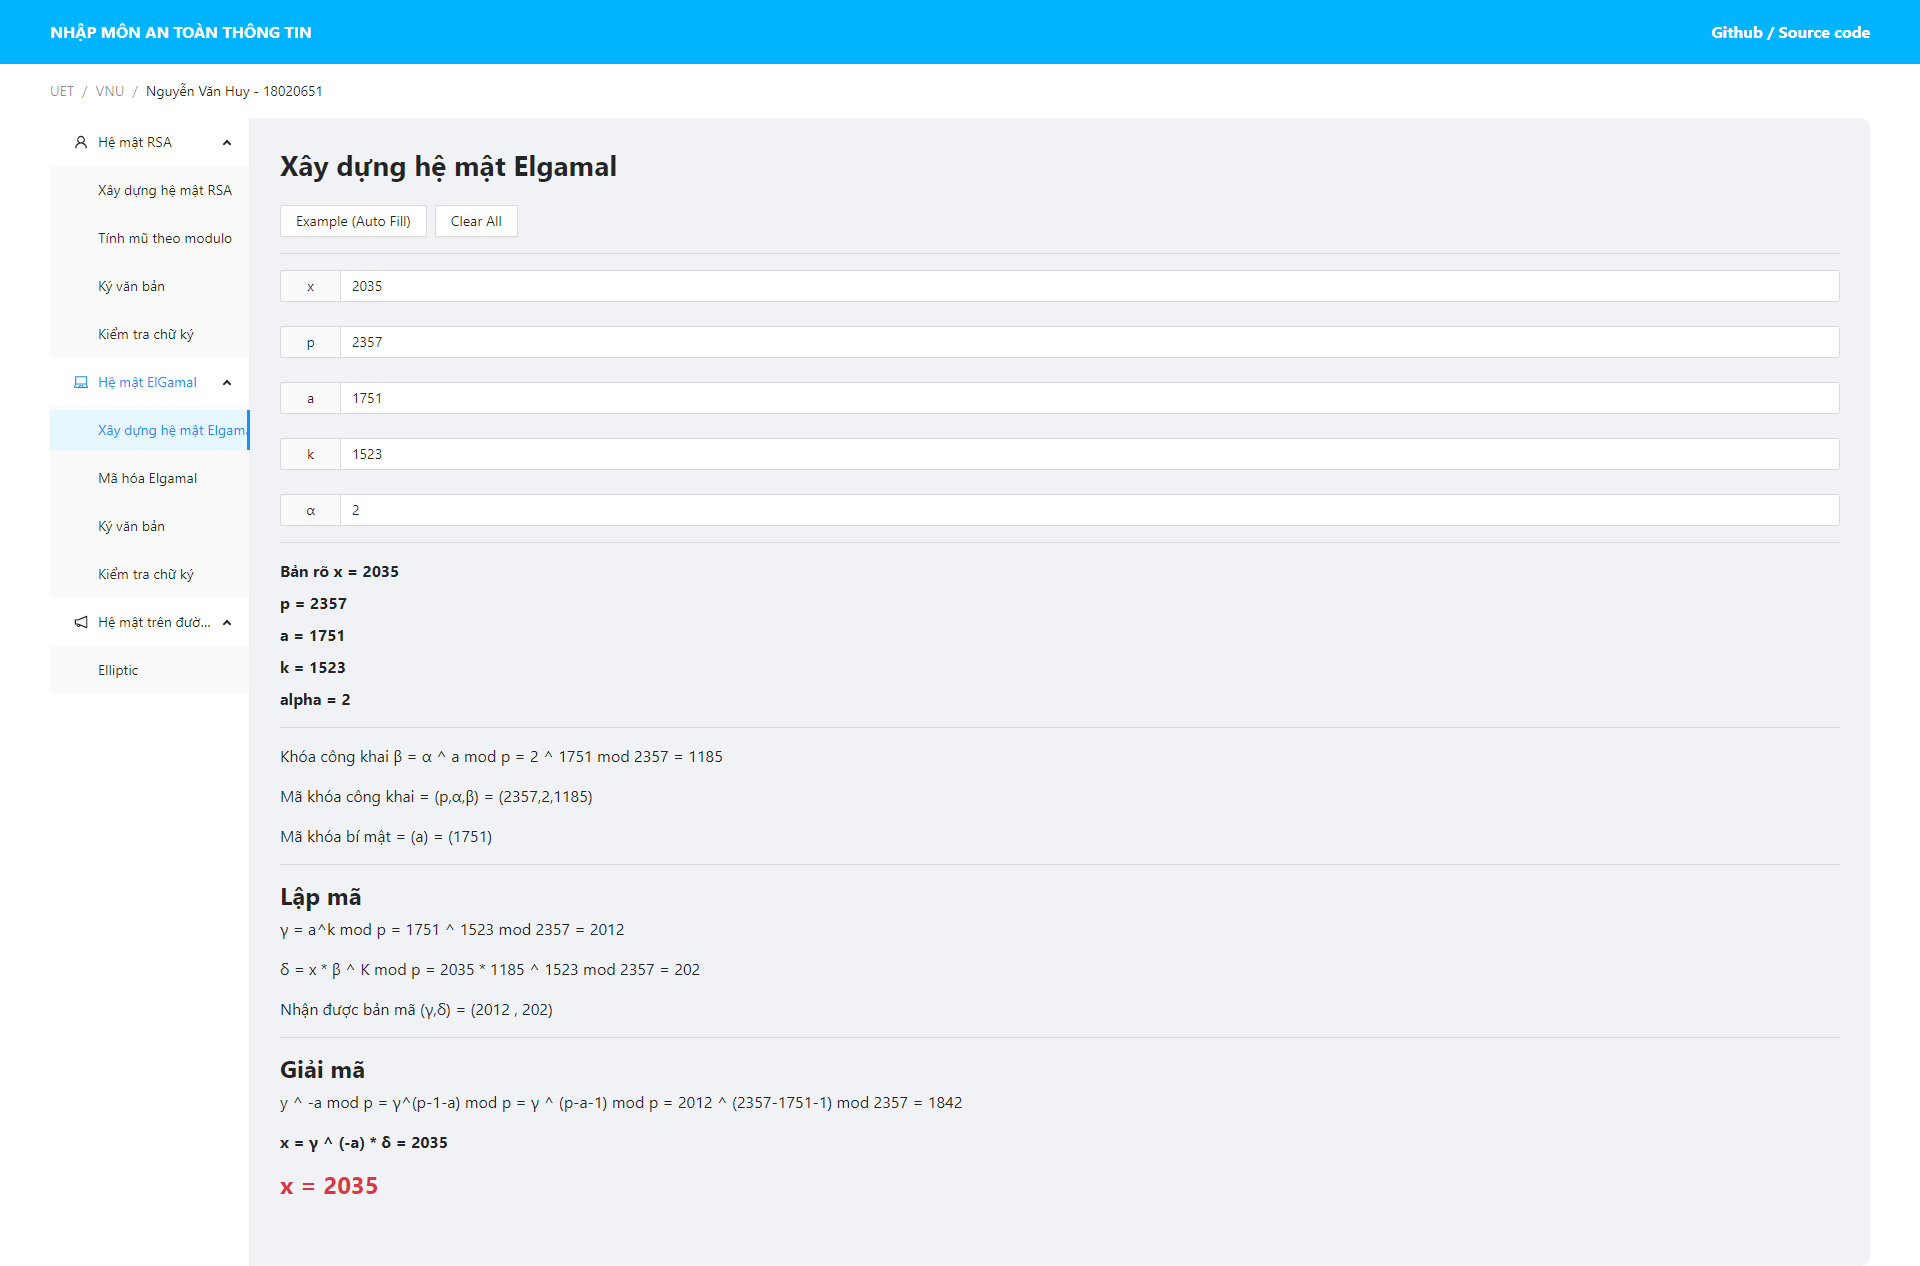 NHẬP MÔN AN TOÀN THÔNG TIN
Github / Source code
UET / VNU / Nguyễn Văn Huy - 18020651
Hệ mật RSA
Xây dựng hệ mật RSA
Tính mũ theo modulo
Ký văn bản
Kiểm tra chữ ký
Hệ mật ElGamal
Xây dựng hệ mật Elgama
Mã hóa Elgamal
Ký văn bản
Kiểm tra chữ ký
Hệ mật trên đườ...
Elliptic
Xây dựng hệ mật Elgamal
Example (Auto Fill) Clear All
x 2035
p 2357
a 1751
k 1523
α 2
Bản rõ x = 2035
p = 2357
a = 1751
k = 1523
alpha = 2
Khóa công khai β = α ^ a mod p = 2 ^ 1751 mod 2357 = 1185
Mã khóa công khai = (p,α,β) = (2357,2,1185)
Mã khóa bí mật = (a) = (1751)
Lập mã
γ = a^k mod p = 1751 ^ 1523 mod 2357 = 2012
δ = x * β ^ K mod p = 2035 * 1185 ^ 1523 mod 2357 = 202
Nhận được bản mã (γ,δ) = (2012 , 202)
Giải mã
y ^ -a mod p = γ^(p-1-a) mod p = γ ^ (p-a-1) mod p = 2012 ^ (2357-1751-1) mod 2357 = 1842
x = γ ^ (-a) * δ = 2035
x = 2035